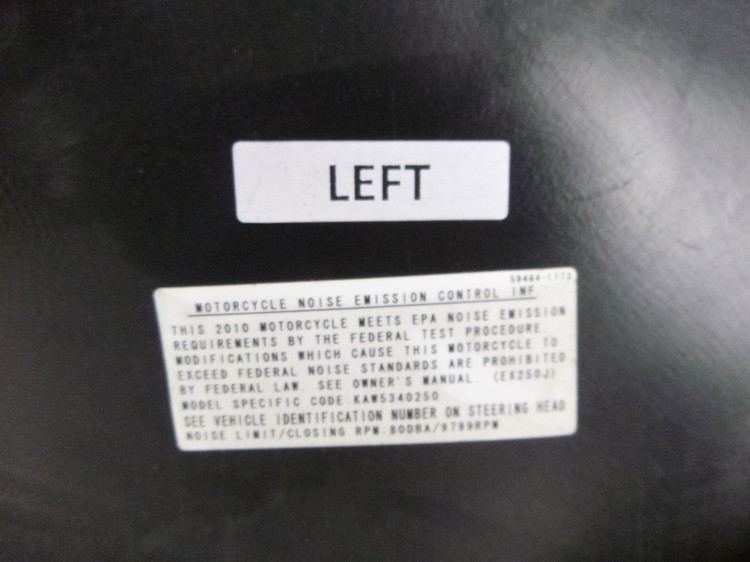 LEFT
59464-1773
MOTORCYCLE NOISE EMISSION CONTROL INF
THIS 2010 MOTORCYCLE MEETS EPA NOISE EMISSION
REQUIREMENTS BY THE FEDERAL TEST PROCEDURE.
MODIFICATIONS WHICH CAUSE THIS MOTORCYCLE TO
EXCEED FEDERAL NOISE STANDARDS ARE PROHIBITED
BY FEDERAL LAW. SEE OWNER'S MANUAL (EX250J)
MODEL SPECIFIC CODE:KAW5340250
SEE VEHICLE IDENTIFICATION NUMBER ON STEERING HEAD
NOISE LIMIT/CLOSING RPM:80DBA/9799RPM